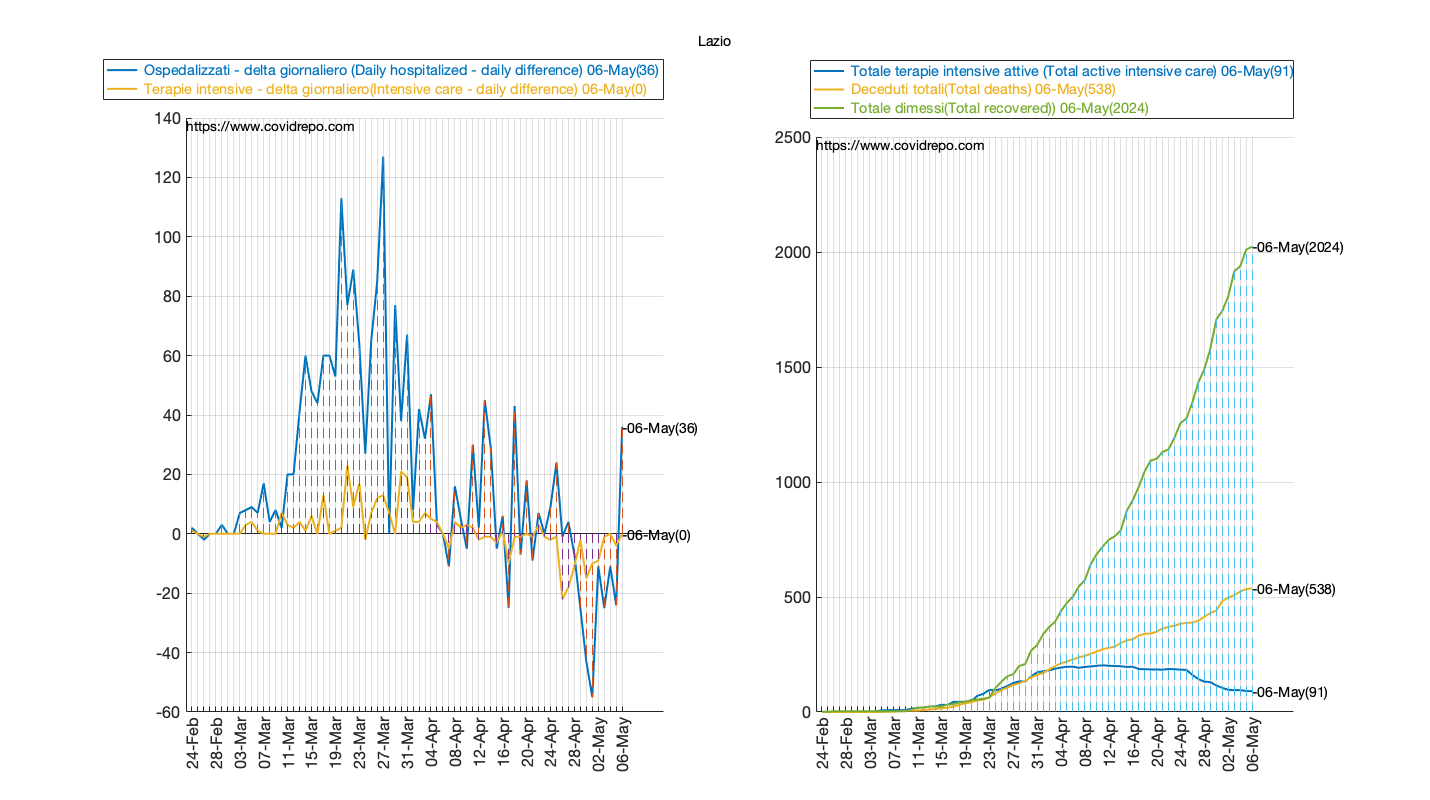 Lazio
Ospedalizzati - delta giornaliero (Daily hospitalized - daily difference) 06-May(36)
Terapie intensive - delta giornaliero(Intensive care - daily difference) 06-May(0)
https://www.covidrepo.com
140
120
100
80
60
40
20
0
-20
-40
-60
06-May(36)
06-May(0)
24-Feb
28-Feb
03-Mar
07-Mar
11-Mar
15-Mar
19-Mar
23-Mar
27-Mar
31-Mar
04-Apr
08-Apr
12-Apr
16-Apr
20-Apr
24-Apr
28-Apr
02-May
06-May
Totale terapie intensive attive (Total active intensive care) 06-May(91)
Deceduti totali(Total deaths) 06-May(538)
Totale dimessi(Total recovered)) 06-May(2024)
https://www.covidrepo.com
2500
2000
1500
1000
500
0
06-May(2024)
06-May(538)
06-May(91)
24-Feb
28-Feb
03-Mar
07-Mar
11-Mar
15-Mar
19-Mar
23-Mar
27-Mar
31-Mar
04-Apr
08-Apr
12-Apr
16-Apr
20-Apr
24-Apr
28-Apr
02-May
06-May